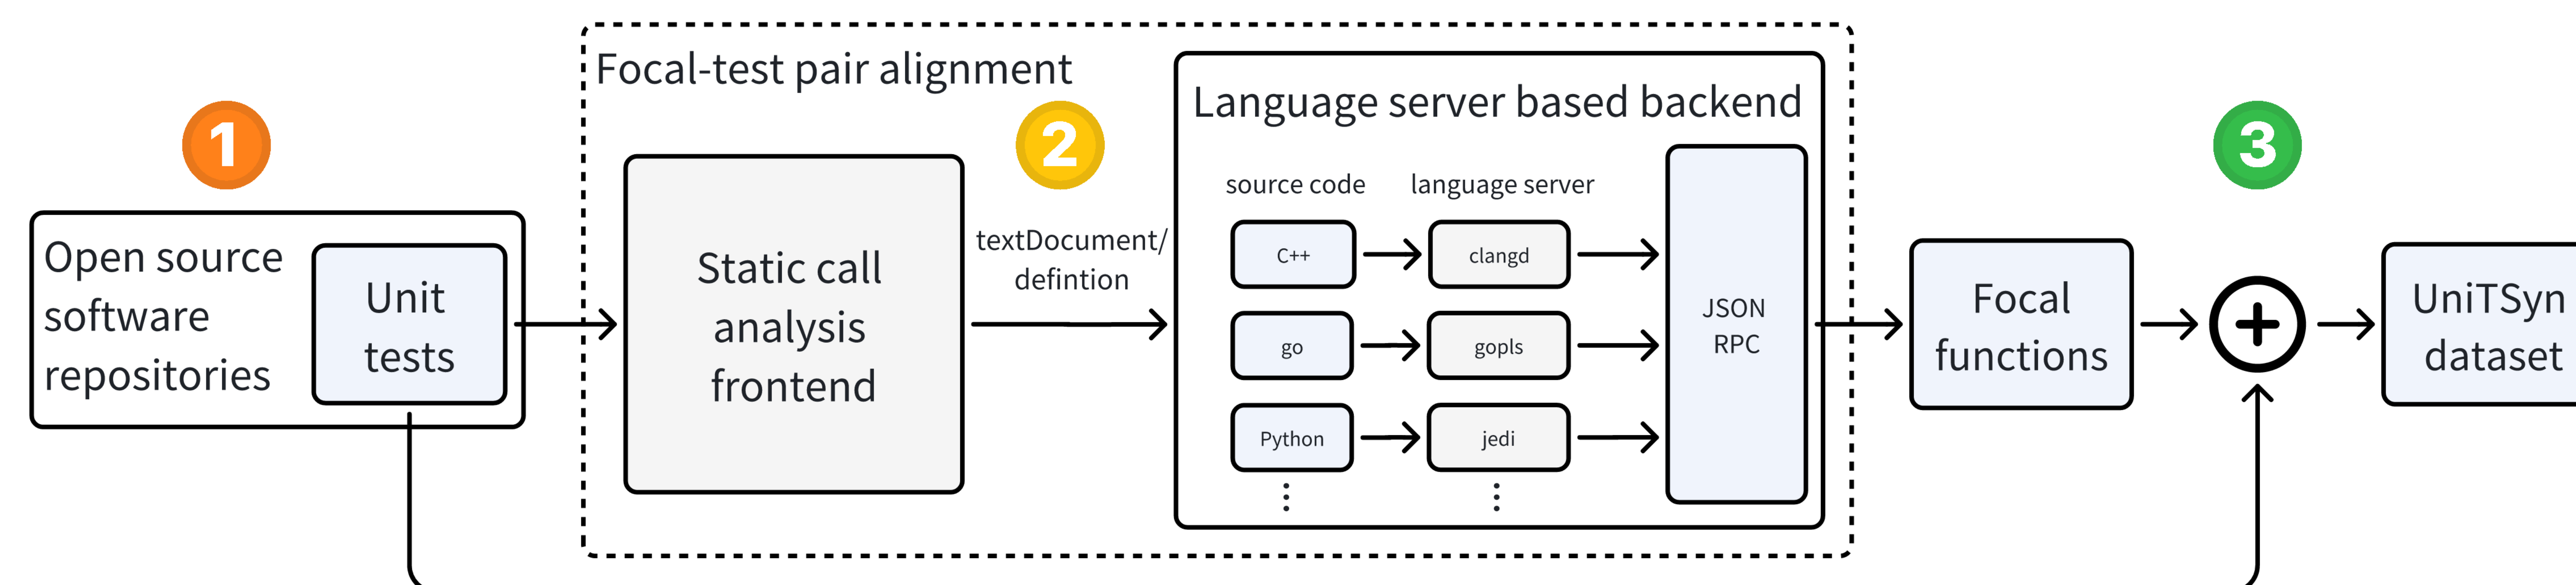 1
Open source
software
repositories
Unit
tests
Focal-test pair alignment
Static call
analysis
frontend
2
textDocument/
defintion
Language server based backend
source code
language server
C++
clangd
go
gopls
Python
jedi
JSON
RPC
Focal
functions
3
UniTSyn
dataset